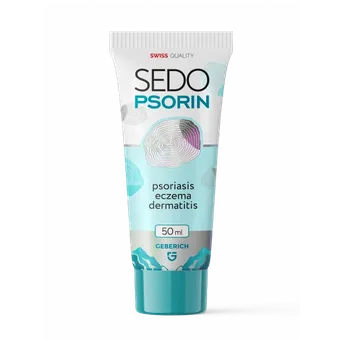 SWISS QUALITY
SEDO
PSORIN
psoriasis
eczema
dermatitis
50 ml
GEBERICH
G